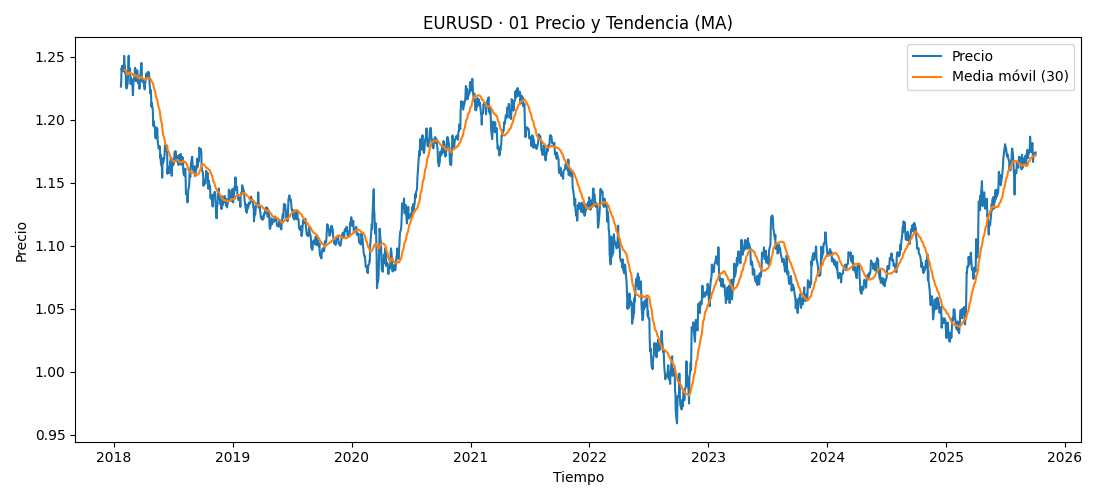 EURUSD · 01 Precio y Tendencia (MA)
Precio
Media móvil (30)
Precio
1.25
1.20
1.15
1.10
1.05
1.00
0.95
2018 2019 2020 2021 2022 2023 2024 2025 2026
Tiempo